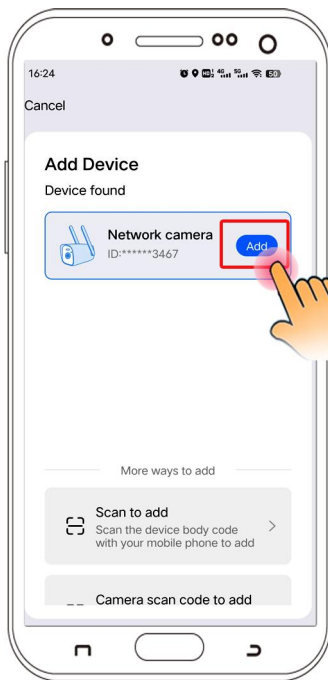 16:24
Cancel
Add Device
Device found
Network camera
ID:******3467
Add
More ways to add
Scan to add
Scan the device body code
with your mobile phone to add
Camera scan code to add